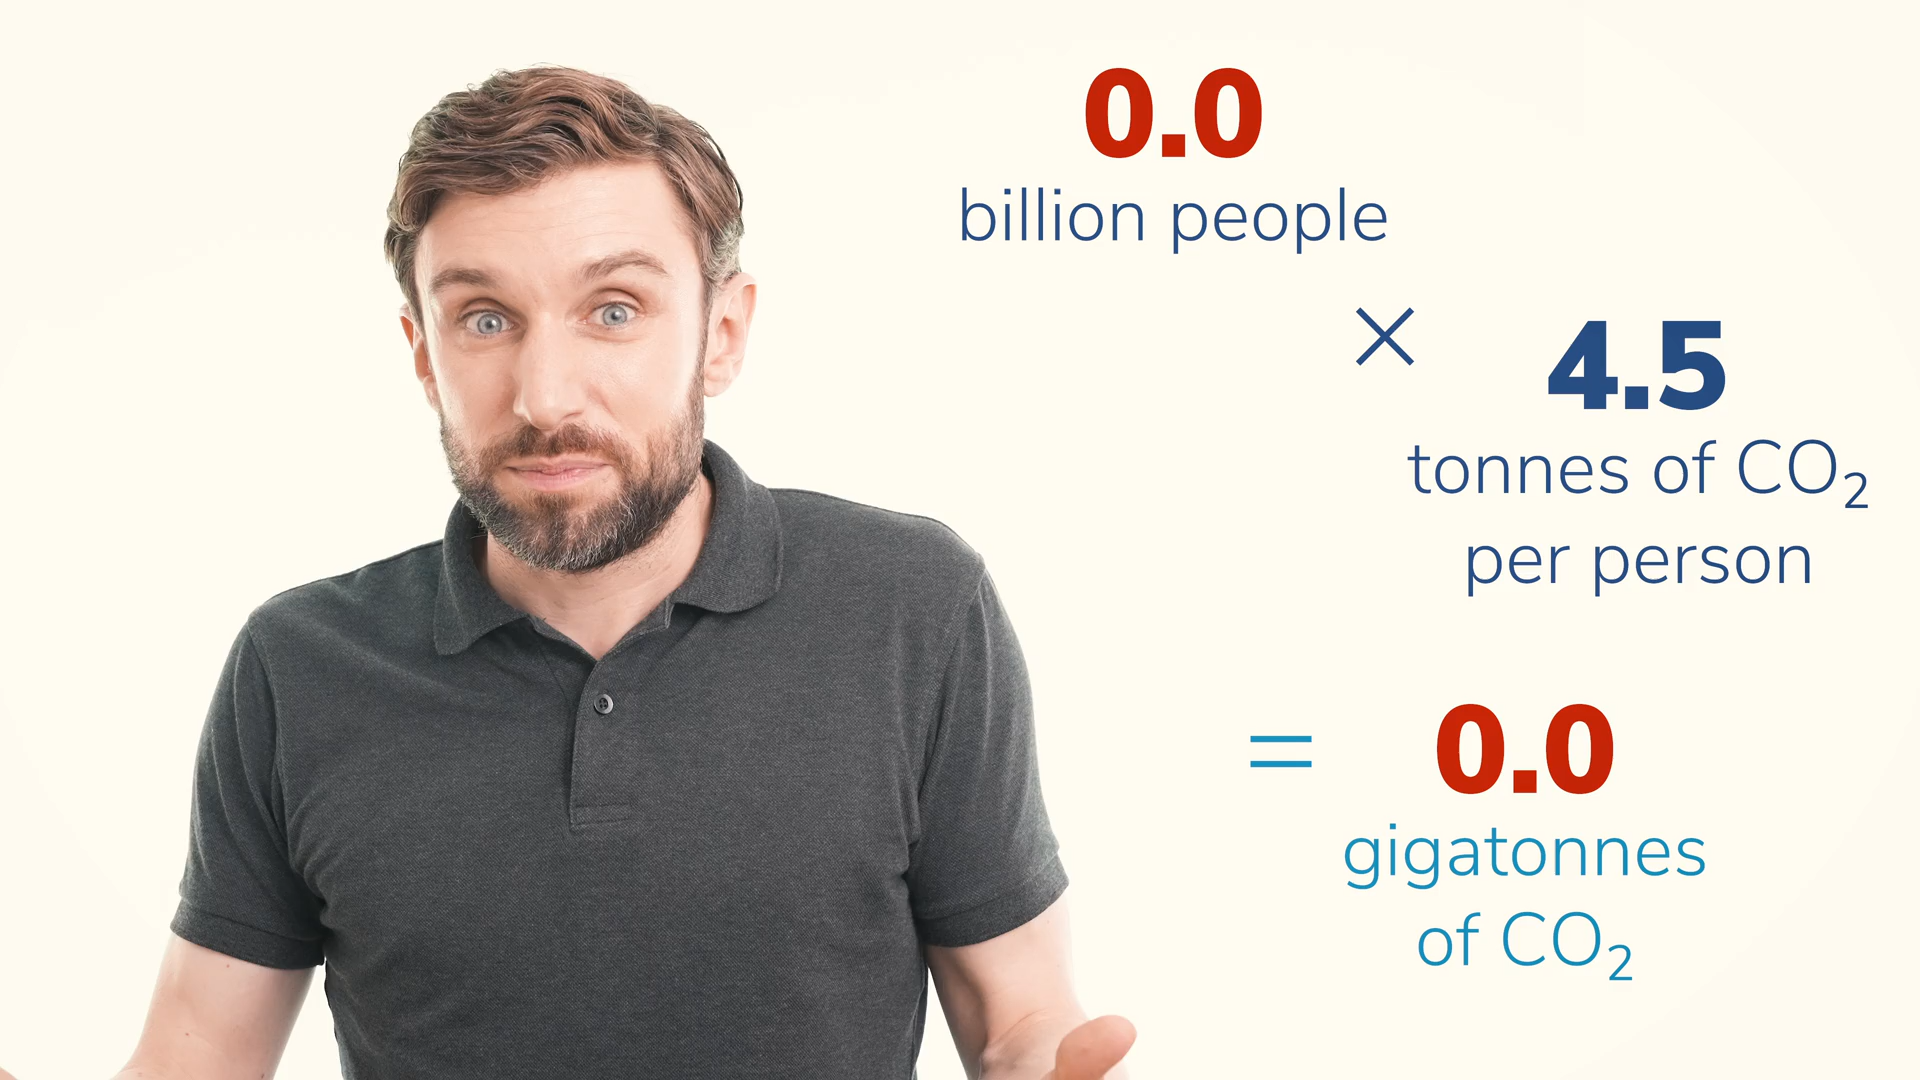 0.0
billion people
× 4.5
tonnes of CO₂
per person
= 0.0
gigatonnes
of CO₂